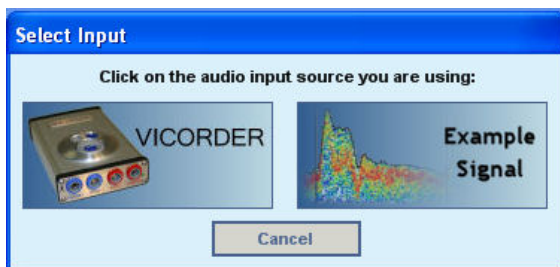 Select Input
Click on the audio input source you are using:
VICORDER
Example
Signal
Cancel